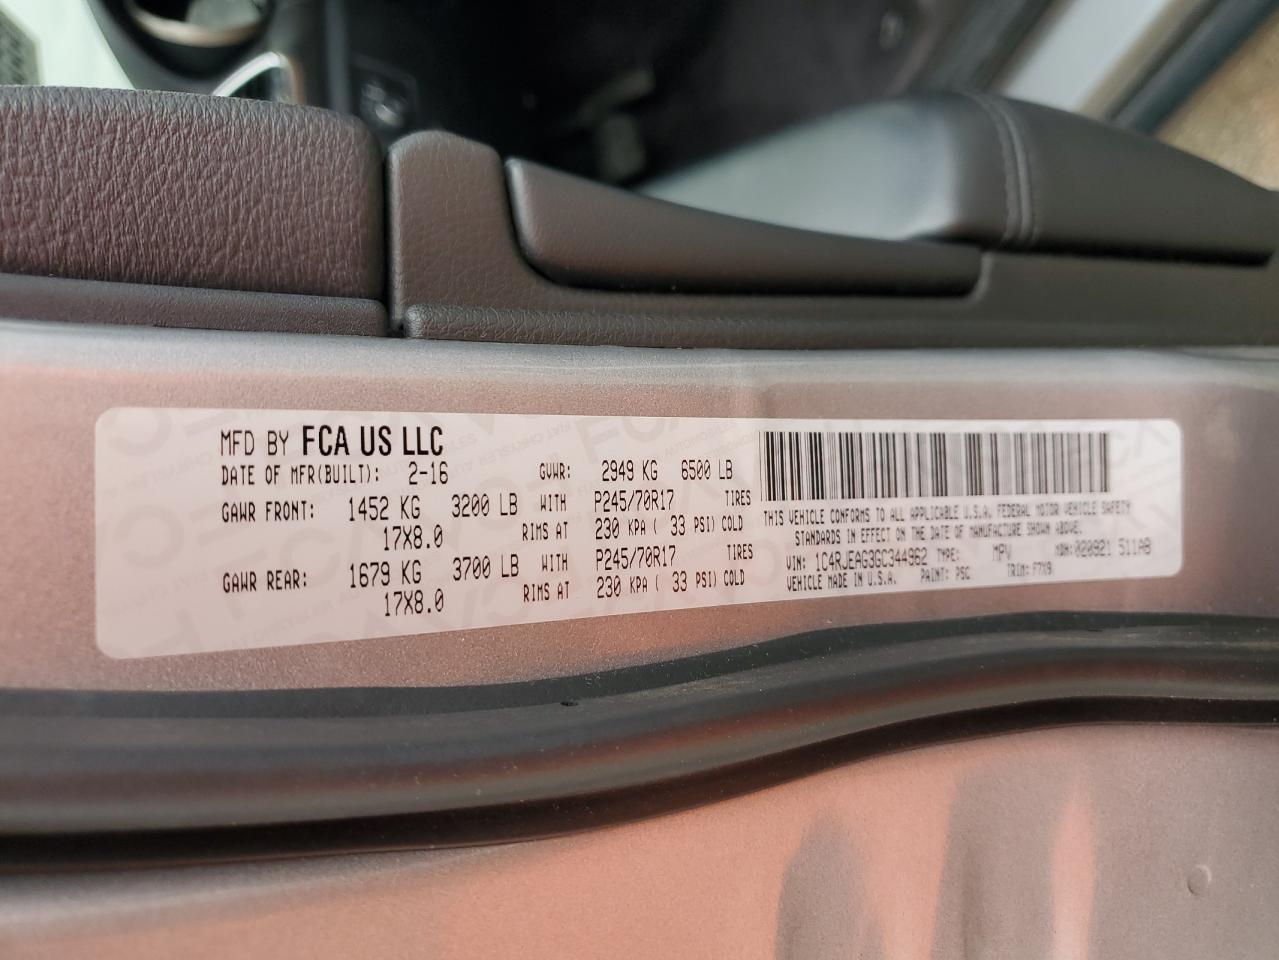 MFD BY FCA US LLC
DATE OF MFR(BUILT): 2-16 GVWR: 2949 KG 6500 LB
GAWR FRONT: 1452 KG 3200 LB WITH P245/70R17 TIRES
17X8.0 RIMS AT 230 KPA ( 33 PSI) COLD
GAWR REAR: 1679 KG 3700 LB WITH P245/70R17 TIRES
17X8.0 RIMS AT 230 KPA ( 33 PSI) COLD
THIS VEHICLE CONFORMS TO ALL APPLICABLE U.S.A. FEDERAL MOTOR VEHICLE SAFETY
STANDARDS IN EFFECT ON THE DATE OF MANUFACTURE SHOWN ABOVE.
VIN: 1C4RJEAG3GC344962 TYPE: MPV MDH: 020821 511AB
VEHICLE MADE IN U.S.A. PAINT: PSC TRIM: